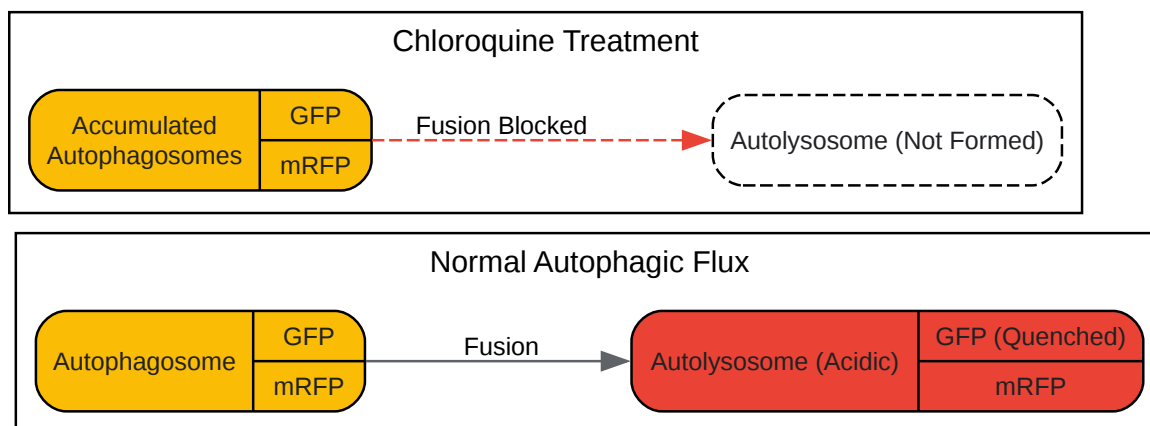 Chloroquine Treatment
Accumulated
Autophagosomes
GFP
mRFP
Fusion Blocked
Autolysosome (Not Formed)
Normal Autophagic Flux
Autophagosome
GFP
mRFP
Fusion
Autolysosome (Acidic)
GFP (Quenched)
mRFP